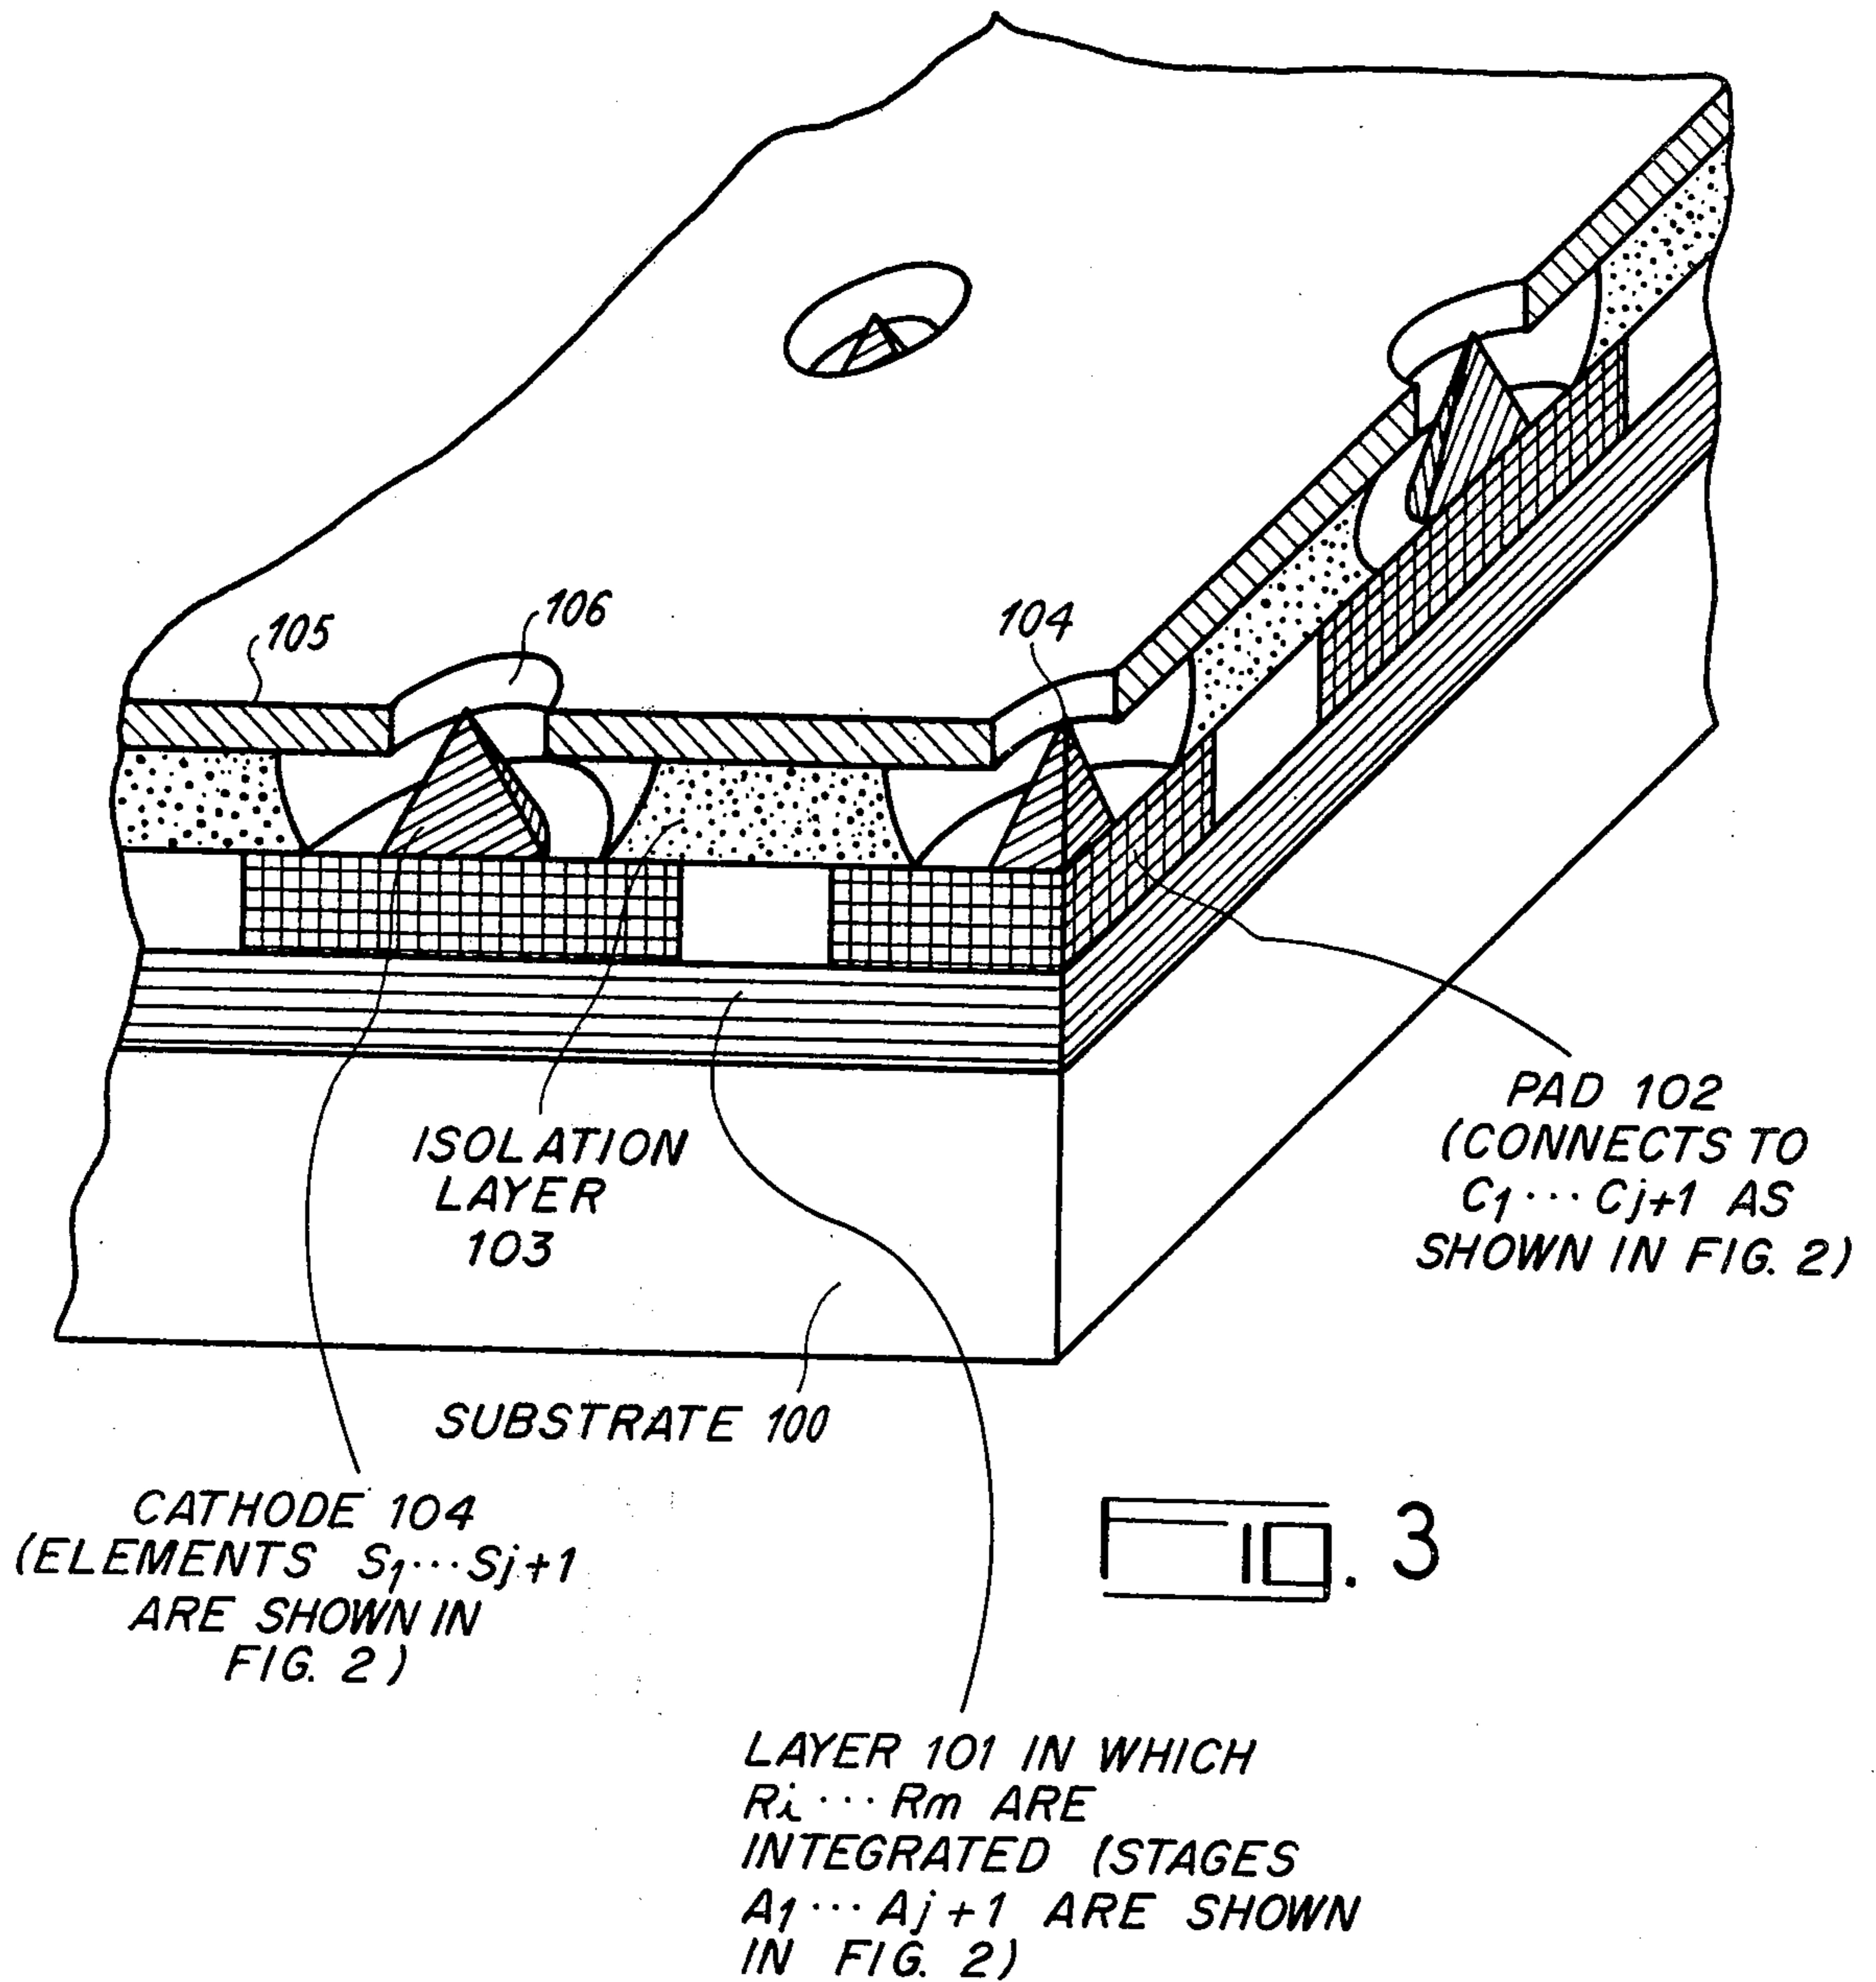 105
106
104
PAD 102
(CONNECTS TO
C1 ... Cj+1 AS
SHOWN IN FIG. 2)
ISOLATION
LAYER
103
SUBSTRATE 100
CATHODE 104
(ELEMENTS S1...Sj+1
ARE SHOWN IN
FIG. 2)
FIG. 3
LAYER 101 IN WHICH
Ri ... Rm ARE
INTEGRATED (STAGES
A1 ... Aj+1 ARE SHOWN
IN FIG. 2)